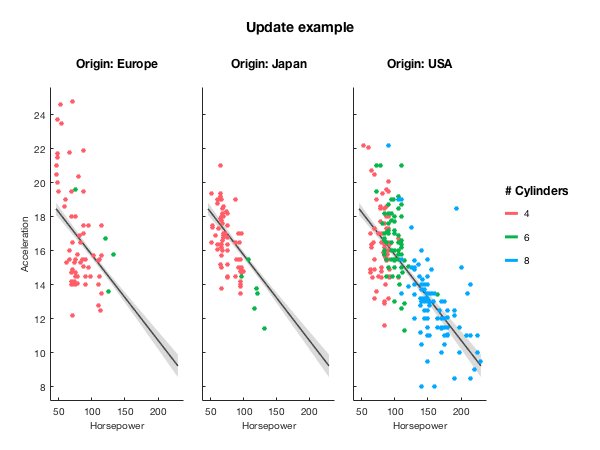 Update example
Origin: Europe
Origin: Japan
Origin: USA
24
22
20
18
16
14
12
10
8
Acceleration
50 100 150 200
50 100 150 200
50 100 150 200
Horsepower
Horsepower
Horsepower
# Cylinders
4
6
8